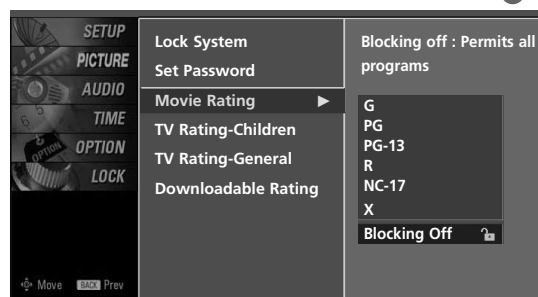 SETUP
PICTURE
AUDIO
TIME
OPTION
OPTION
LOCK
Move BACK Prev
Lock System
Set Password
Movie Rating ►
TV Rating-Children
TV Rating-General
Downloadable Rating
Blocking off : Permits all
programs
G
PG
PG-13
R
NC-17
X
Blocking Off